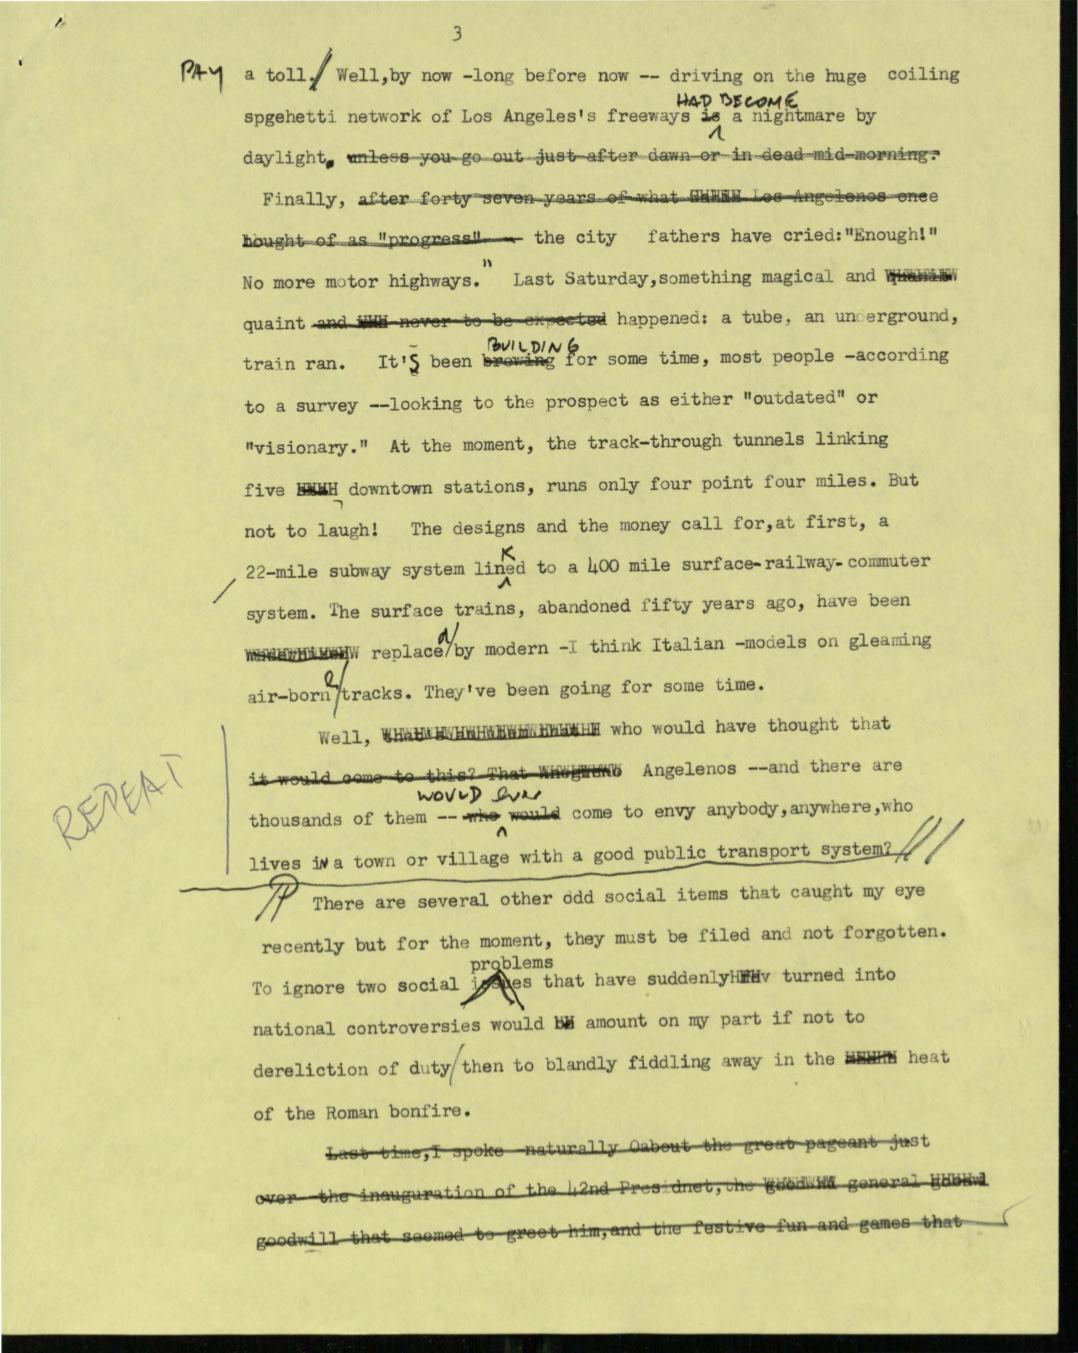 3
PAY a toll. Well,by now -long before now -- driving on the huge coiling
HAD BECOME
spgehetti network of Los Angeles's freeways is a nightmare by
daylight, unless you go out just after dawn or in dead mid-morning.
Finally, after forty seven years of what Los Angelenos once
hought of as "progress" the city fathers have cried:"Enough!"
No more motor highways." Last Saturday,something magical and
quaint and never to be expected happened: a tube, an underground,
BUILDING
train ran. It'S been brewing for some time, most people -according
to a survey --looking to the prospect as either "outdated" or
"visionary." At the moment, the track-through tunnels linking
five downtown stations, runs only four point four miles. But
not to laugh! The designs and the money call for,at first, a
K
22-mile subway system lined to a 400 mile surface-railway-commuter
system. The surface trains, abandoned fifty years ago, have been
replace d/ by modern -I think Italian -models on gleaming
air-born e/ tracks. They've been going for some time.
Well, who would have thought that
it would come to this? That Angelenos --and there are
WOULD ever
thousands of them -- who would come to envy anybody,anywhere,who
lives iN a town or village with a good public transport system?
REPEAT
There are several other odd social items that caught my eye
recently but for the moment, they must be filed and not forgotten.
problems
To ignore two social issues that have suddenly turned into
national controversies would amount on my part if not to
dereliction of duty/then to blandly fiddling away in the heat
of the Roman bonfire.
Last time,I spoke -naturally Oabout the great pageant just
over the inauguration of the 42nd Presidnet,the general
goodwill that seemed to greet him,and the festive fun and games that